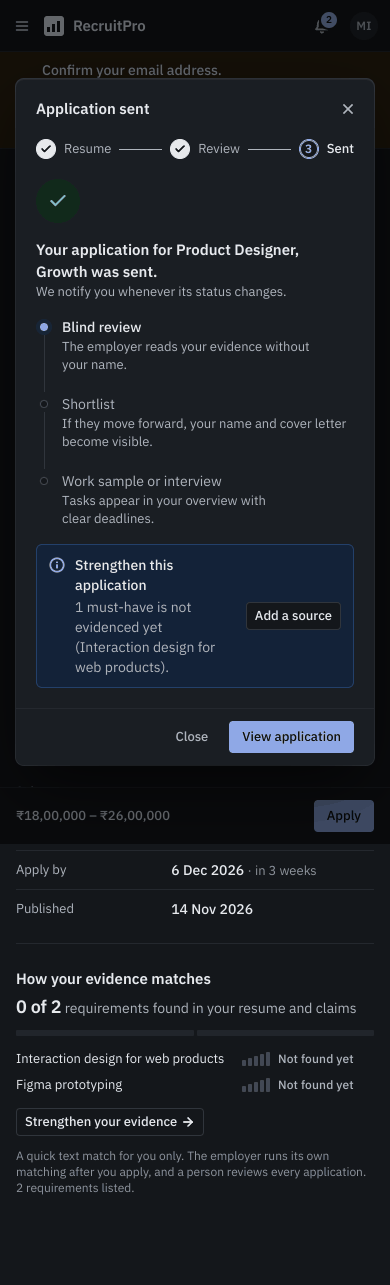 RecruitPro
2
MI
Confirm your email address.
Application sent
Resume
Review
3
Sent
Your application for Product Designer,
Growth was sent.
We notify you whenever its status changes.
Blind review
The employer reads your evidence without
your name.
Shortlist
If they move forward, your name and cover letter
become visible.
Work sample or interview
Tasks appear in your overview with
clear deadlines.
Strengthen this
application
1 must-have is not
evidenced yet
(Interaction design for
web products).
Add a source
Close
View application
₹18,00,000 – ₹26,00,000
Apply
Apply by
6 Dec 2026 · in 3 weeks
Published
14 Nov 2026
How your evidence matches
0 of 2 requirements found in your resume and claims
Interaction design for web products
Not found yet
Figma prototyping
Not found yet
Strengthen your evidence →
A quick text match for you only. The employer runs its own
matching after you apply, and a person reviews every application.
2 requirements listed.